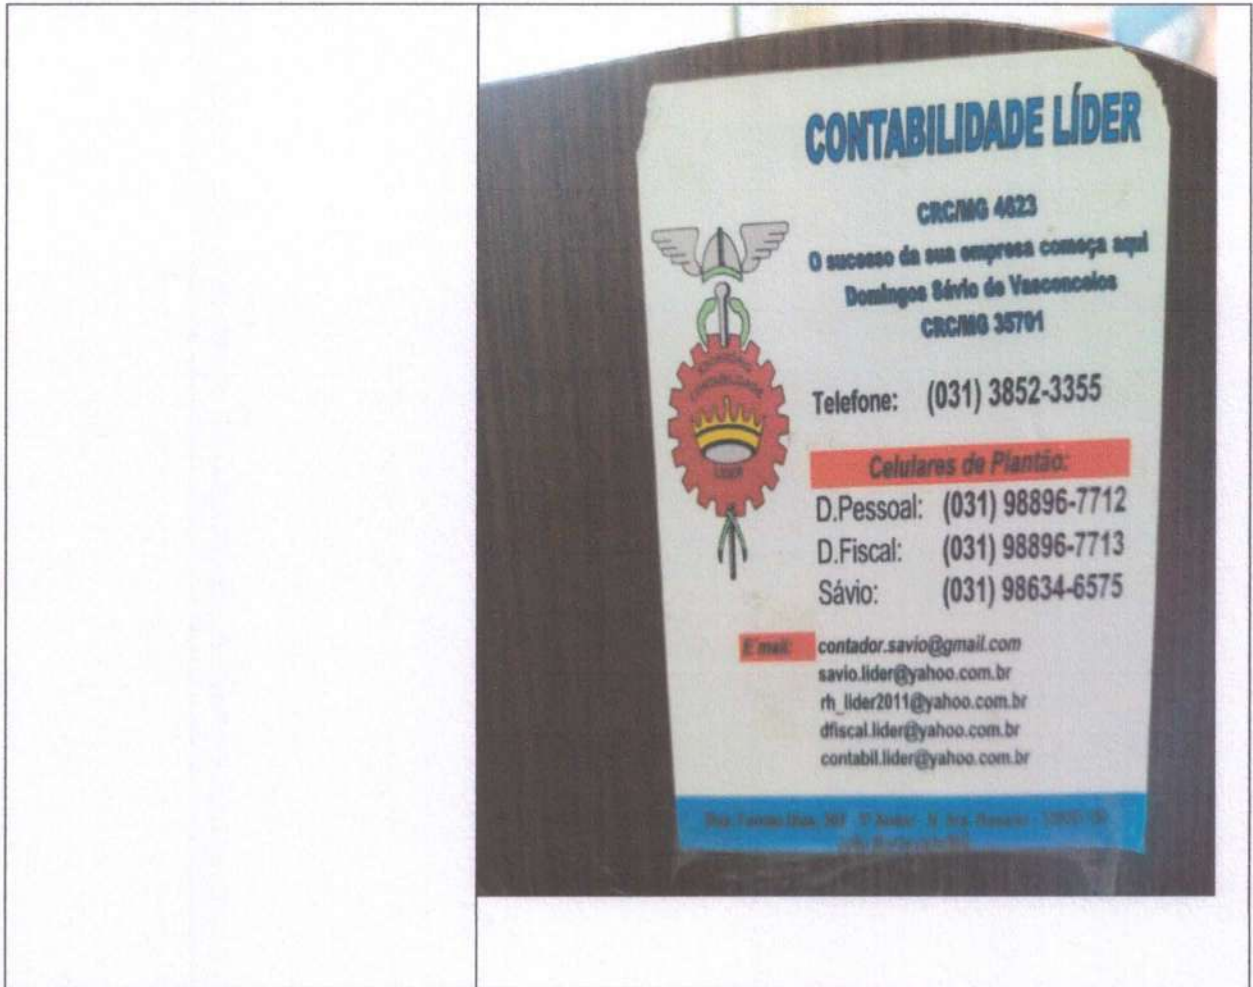 CONTABILIDADE LÍDER
CRC/MG 4623
O sucesso da sua empresa começa aqui
Domingos Sávio de Vasconcelos
CRC/MG 35701
CONTABILIDADE
LIDER
Telefone: (031) 3852-3355
Celulares de Plantão:
D.Pessoal: (031) 98896-7712
D.Fiscal: (031) 98896-7713
Sávio: (031) 98634-6575
E'mail: contador.savio@gmail.com
savio.lider@yahoo.com.br
rh_lider2011@yahoo.com.br
dfiscal.lider@yahoo.com.br
contabil.lider@yahoo.com.br